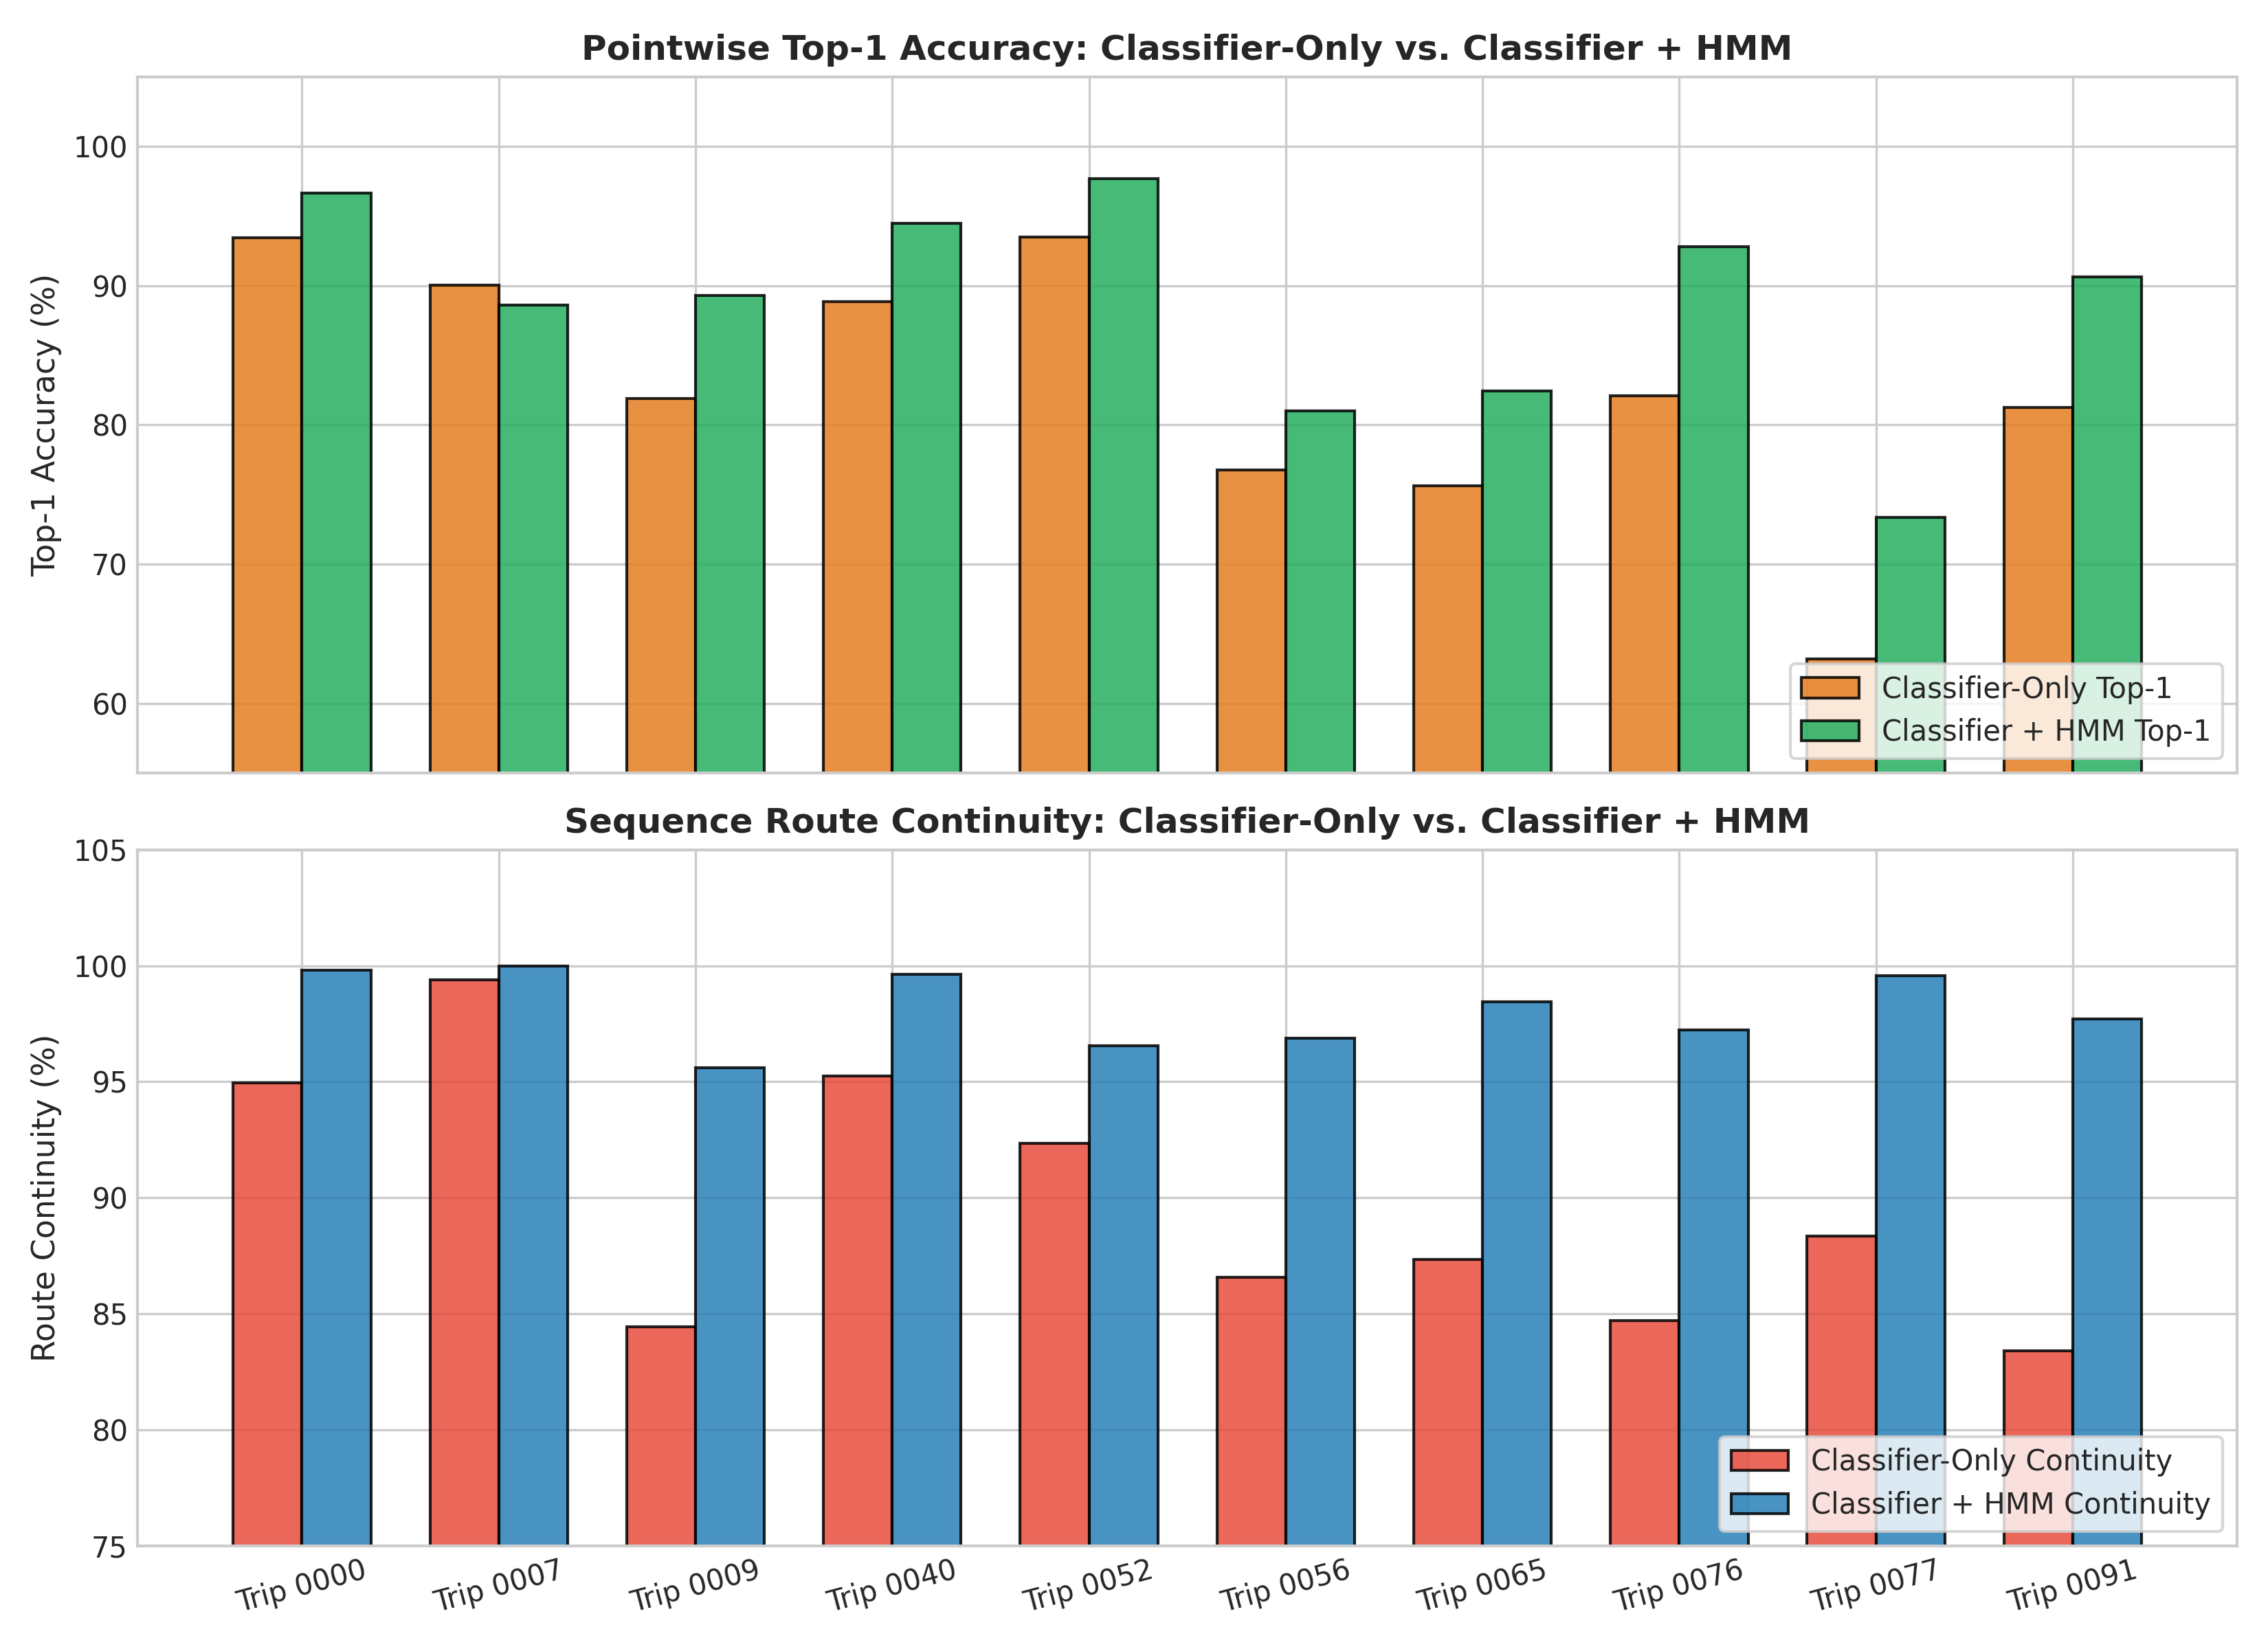 Pointwise Top-1 Accuracy: Classifier-Only vs. Classifier + HMM
Top-1 Accuracy (%)
100
90
80
70
60
Classifier-Only Top-1
Classifier + HMM Top-1
Sequence Route Continuity: Classifier-Only vs. Classifier + HMM
Route Continuity (%)
105
100
95
90
85
80
75
Classifier-Only Continuity
Classifier + HMM Continuity
Trip 0000
Trip 0007
Trip 0009
Trip 0040
Trip 0052
Trip 0056
Trip 0065
Trip 0076
Trip 0077
Trip 0091